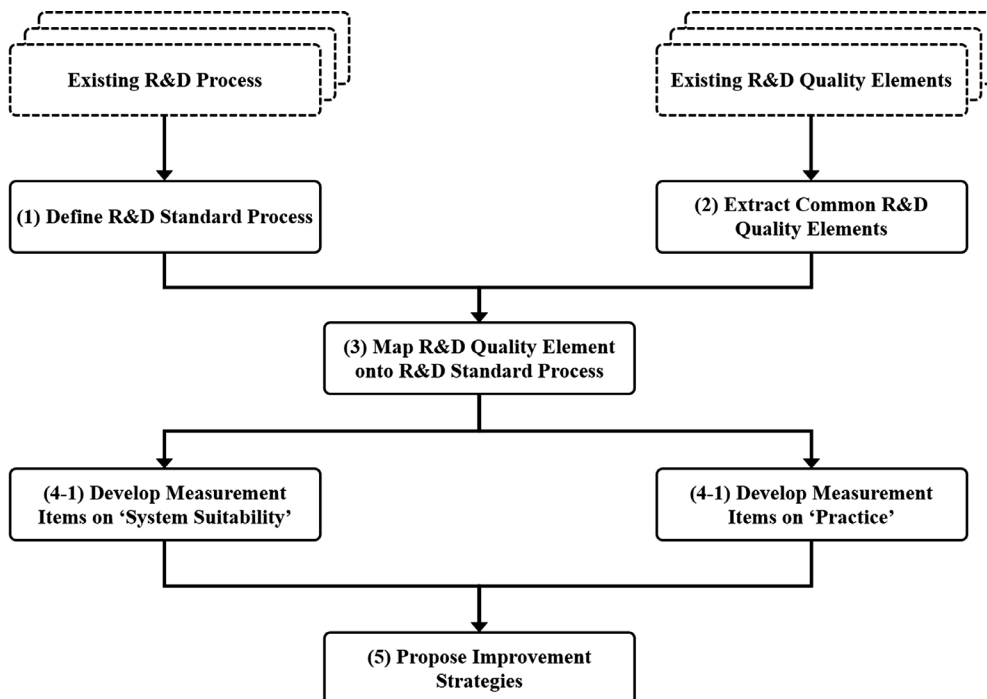 Existing R&D Process
Existing R&D Quality Elements
(1) Define R&D Standard Process
(2) Extract Common R&D
Quality Elements
(3) Map R&D Quality Element
onto R&D Standard Process
(4-1) Develop Measurement
Items on ‘System Suitability’
(4-1) Develop Measurement
Items on ‘Practice’
(5) Propose Improvement
Strategies